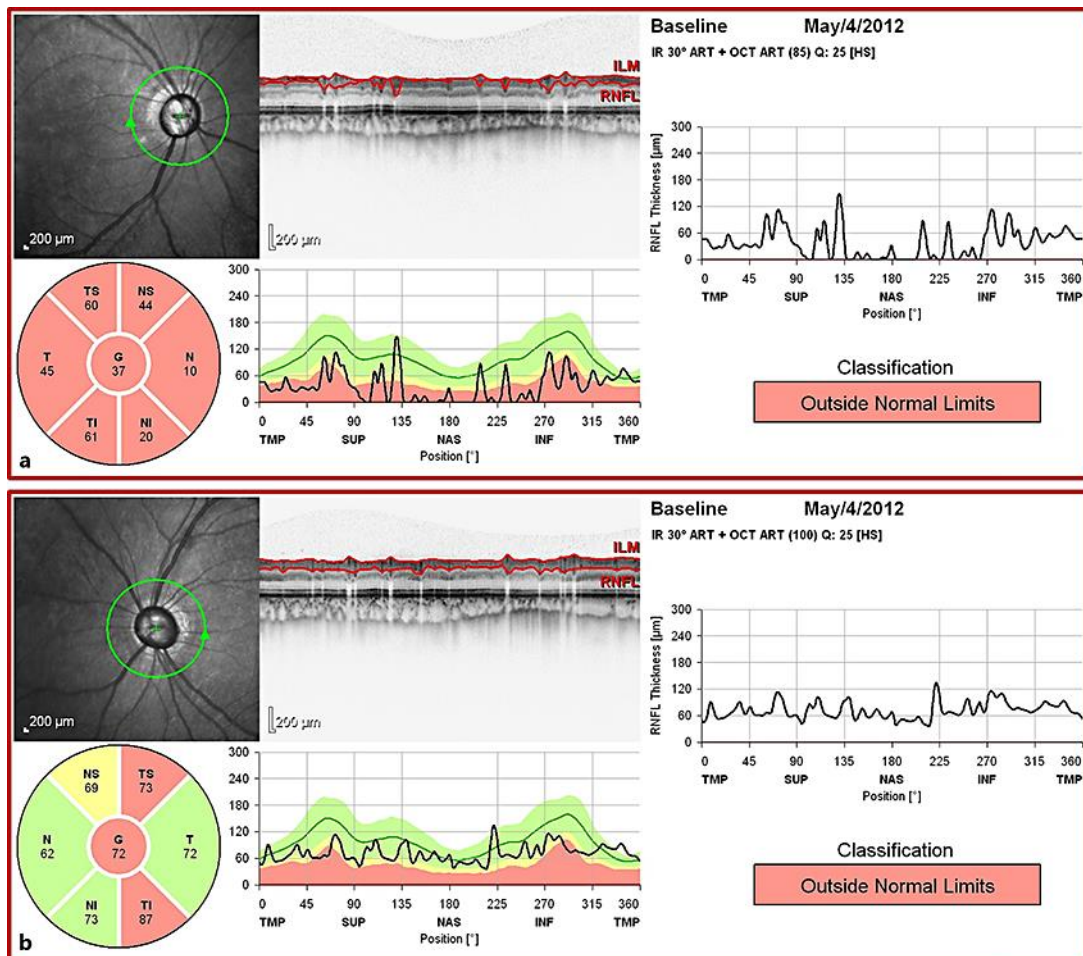 Baseline May/4/2012
IR 30° ART + OCT ART (85) Q: 25 [HS]
ILM
RNFL
200 µm
200 µm
300
240
180
120
60
0
RNFL Thickness [µm]
0 45 90 135 180 225 270 315 360
TMP SUP NAS INF TMP
Position [°]
TS
60
NS
44
T
45
G
37
N
10
TI
61
NI
20
300
240
180
120
60
0
0 45 90 135 180 225 270 315 360
TMP SUP NAS INF TMP
Position [°]
Classification
Outside Normal Limits
a
Baseline May/4/2012
IR 30° ART + OCT ART (100) Q: 25 [HS]
ILM
RNFL
200 µm
200 µm
300
240
180
120
60
0
RNFL Thickness [µm]
0 45 90 135 180 225 270 315 360
TMP SUP NAS INF TMP
Position [°]
NS
69
TS
73
N
62
G
72
T
72
NI
73
TI
87
300
240
180
120
60
0
0 45 90 135 180 225 270 315 360
TMP SUP NAS INF TMP
Position [°]
Classification
Outside Normal Limits
b